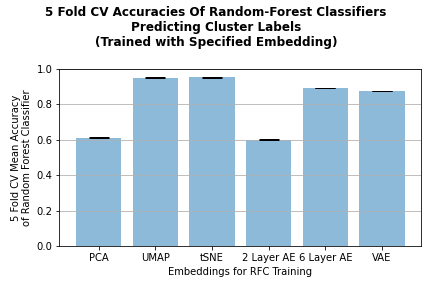 5 Fold CV Accuracies Of Random-Forest Classifiers
Predicting Cluster Labels
(Trained with Specified Embedding)
5 Fold CV Mean Accuracy
of Random Forest Classifier
1.0
0.8
0.6
0.4
0.2
0.0
PCA UMAP tSNE 2 Layer AE 6 Layer AE VAE
Embeddings for RFC Training